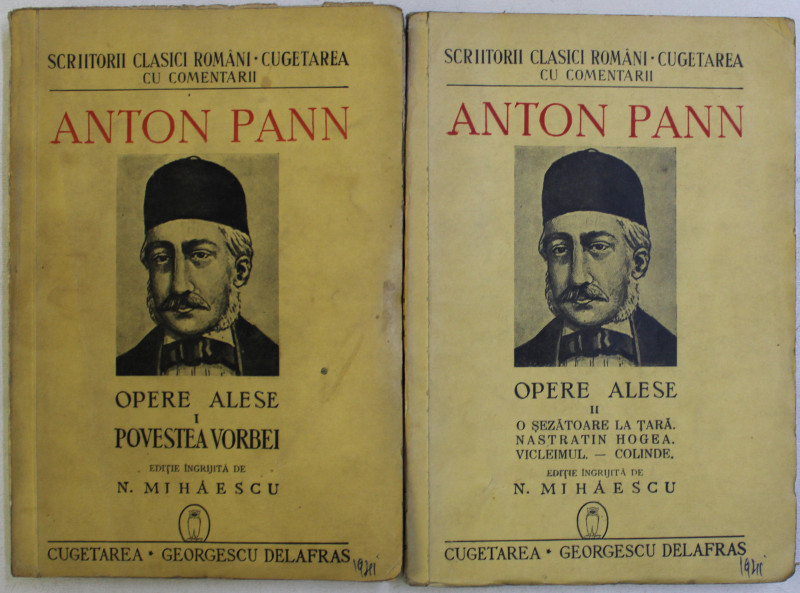 SCRIITORII CLASICI ROMÂNI · CUGETAREA
CU COMENTARII
ANTON PANN
OPERE ALESE
I
POVESTEA VORBEI
EDIȚIE ÎNGRIJITĂ DE
N. MIHĂESCU
CUGETAREA · GEORGESCU DELAFRAS
1941
SCRIITORII CLASICI ROMÂNI · CUGETAREA
CU COMENTARII
ANTON PANN
OPERE ALESE
II
O ȘEZĂTOARE LA ȚARĂ.
NASTRATIN HOGEA.
VICLEIMUL. — COLINDE.
EDIȚIE ÎNGRIJITĂ DE
N. MIHĂESCU
CUGETAREA · GEORGESCU DELAFRAS
1941